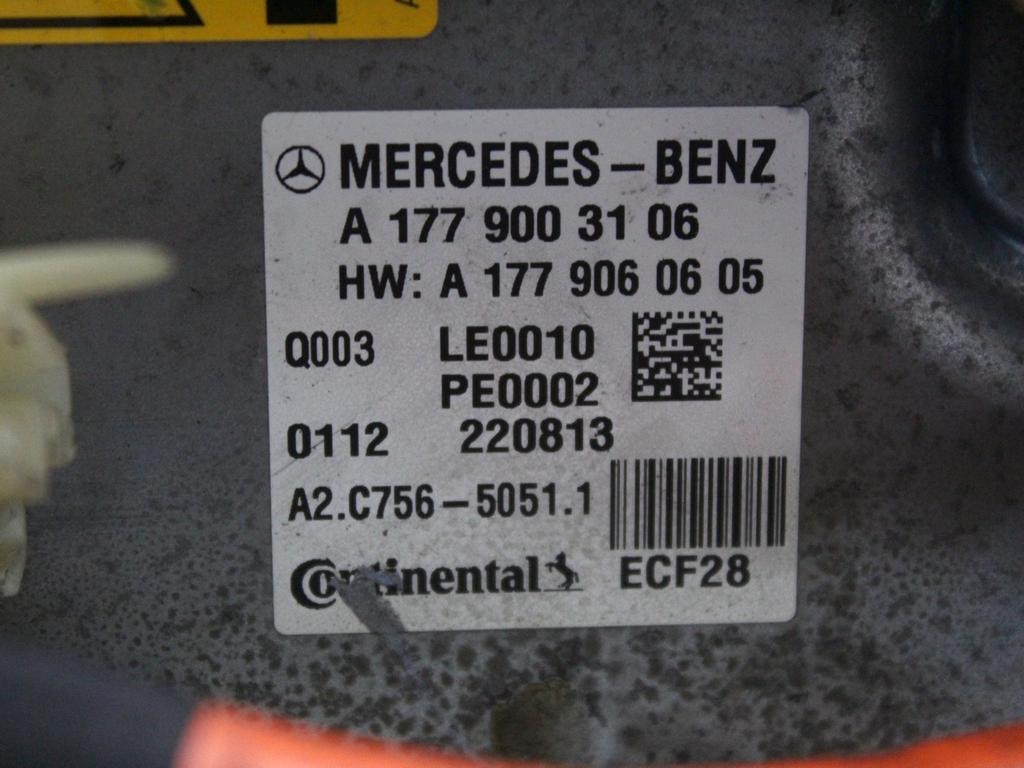 MERCEDES-BENZ
A 177 900 31 06
HW: A 177 906 06 05
Q003 LE0010
PE0002
0112 220813
A2.C756-5051.1
Continental ECF28